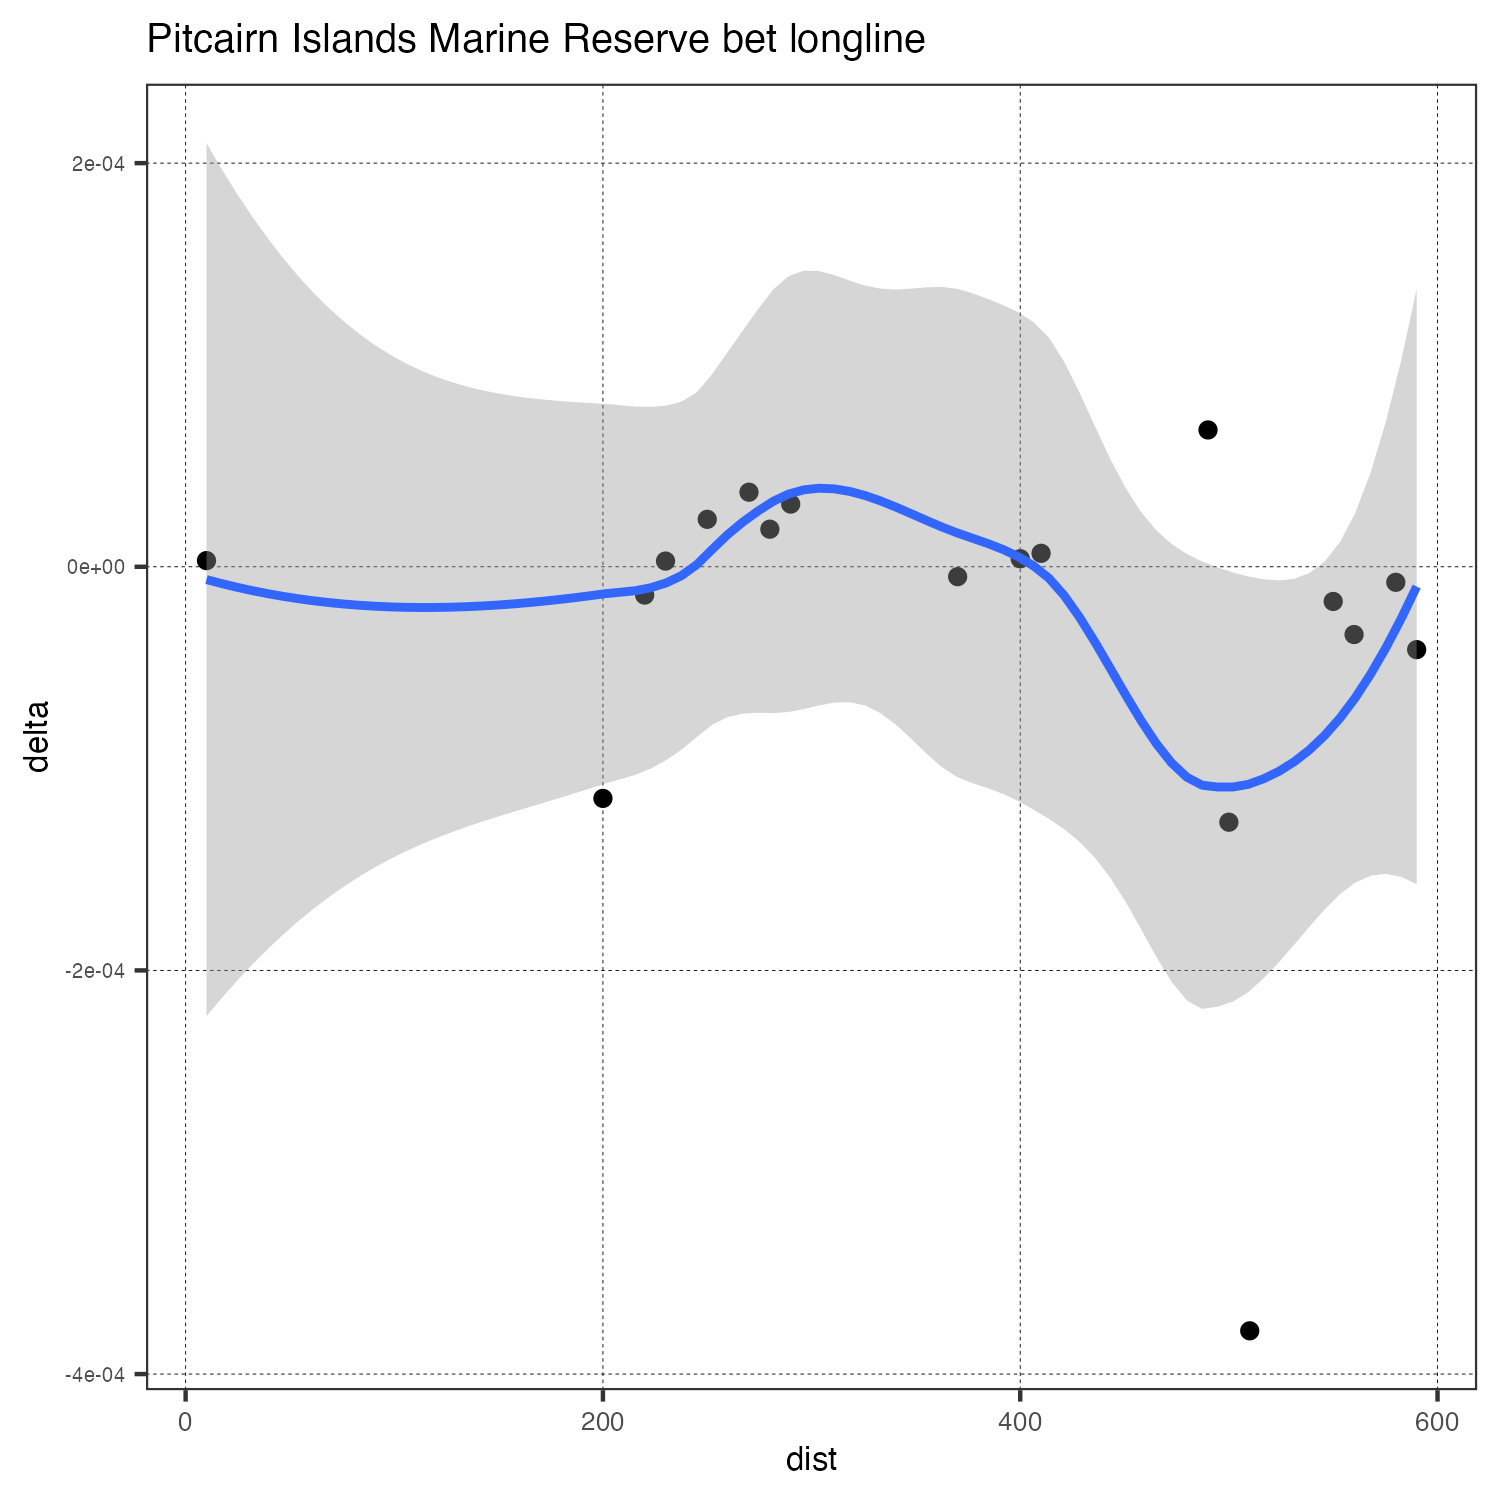 Pitcairn Islands Marine Reserve bet longline
2e-04
0e+00
-2e-04
-4e-04
delta
0 200 400 600
dist